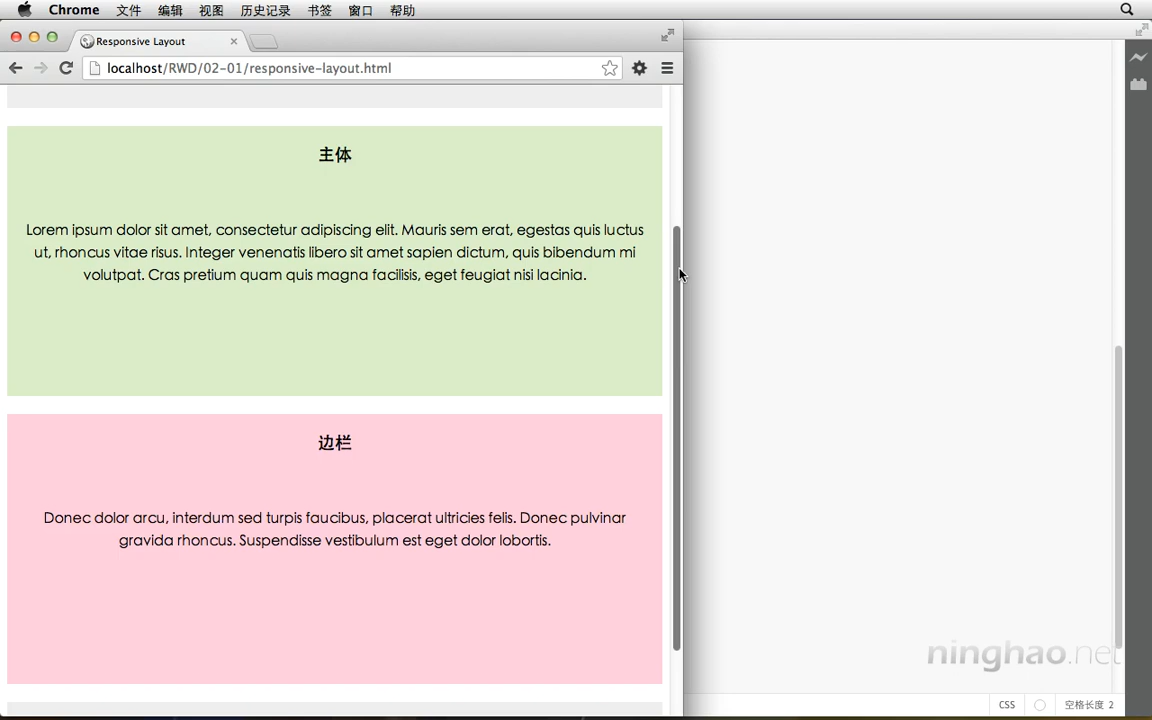 Chrome 文件 编辑 视图 历史记录 书签 窗口 帮助
Responsive Layout
localhost/RWD/02-01/responsive-layout.html
主体
Lorem ipsum dolor sit amet, consectetur adipiscing elit. Mauris sem erat, egestas quis luctus
ut, rhoncus vitae risus. Integer venenatis libero sit amet sapien dictum, quis bibendum mi
volutpat. Cras pretium quam quis magna facilisis, eget feugiat nisi lacinia.
边栏
Donec dolor arcu, interdum sed turpis faucibus, placerat ultricies felis. Donec pulvinar
gravida rhoncus. Suspendisse vestibulum est eget dolor lobortis.
ninghao.net
CSS 空格长度 2